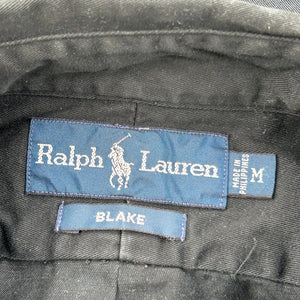 Ralph Lauren
MADE IN
PHILIPPINES
M
BLAKE